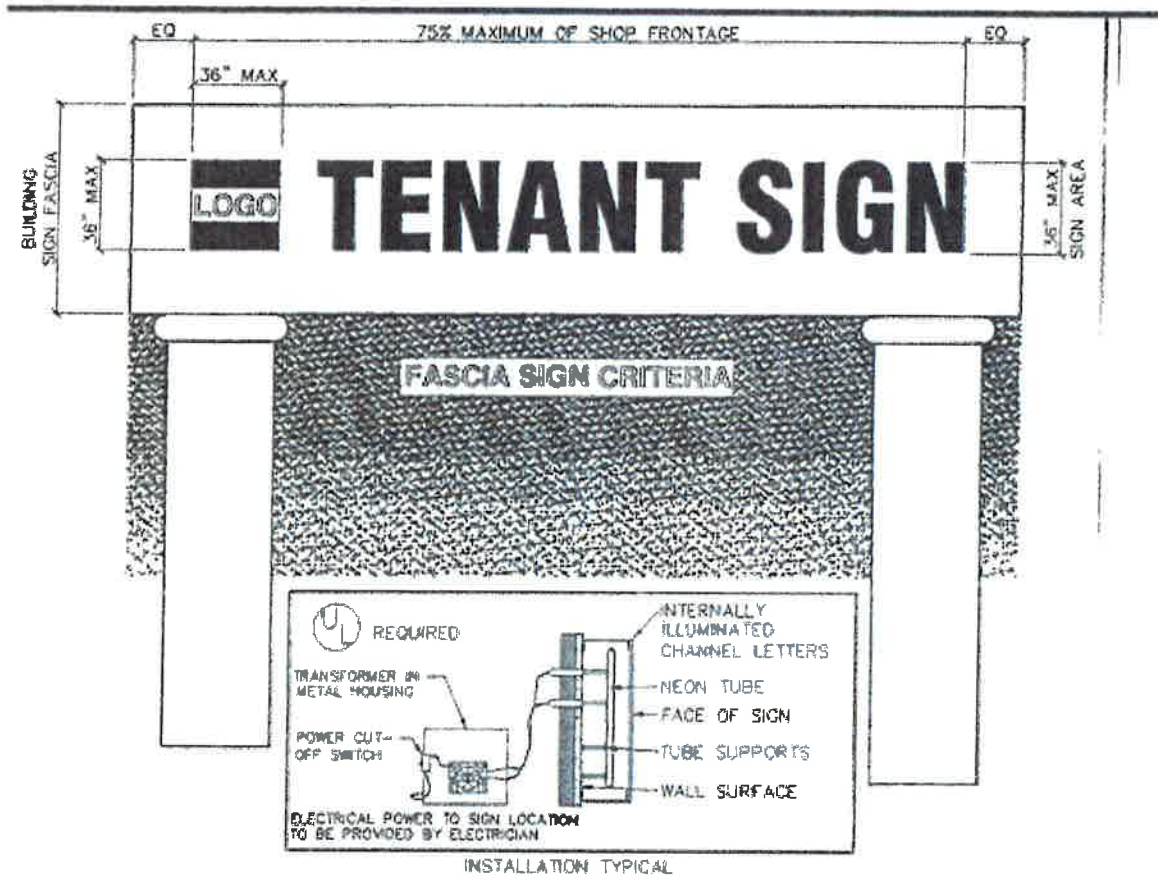 EQ 75% MAXIMUM OF SHOP FRONTAGE EQ
36" MAX
BUILDING
SIGN FASCIA
36" MAX
LOGO
TENANT SIGN
36" MAX
SIGN AREA
FASCIA SIGN CRITERIA
UL REQUIRED
TRANSFORMER IN
METAL HOUSING
POWER CUT-
OFF SWITCH
INTERNALLY
ILLUMINATED
CHANNEL LETTERS
NEON TUBE
FACE OF SIGN
TUBE SUPPORTS
WALL SURFACE
ELECTRICAL POWER TO SIGN LOCATION
TO BE PROVIDED BY ELECTRICIAN
INSTALLATION TYPICAL